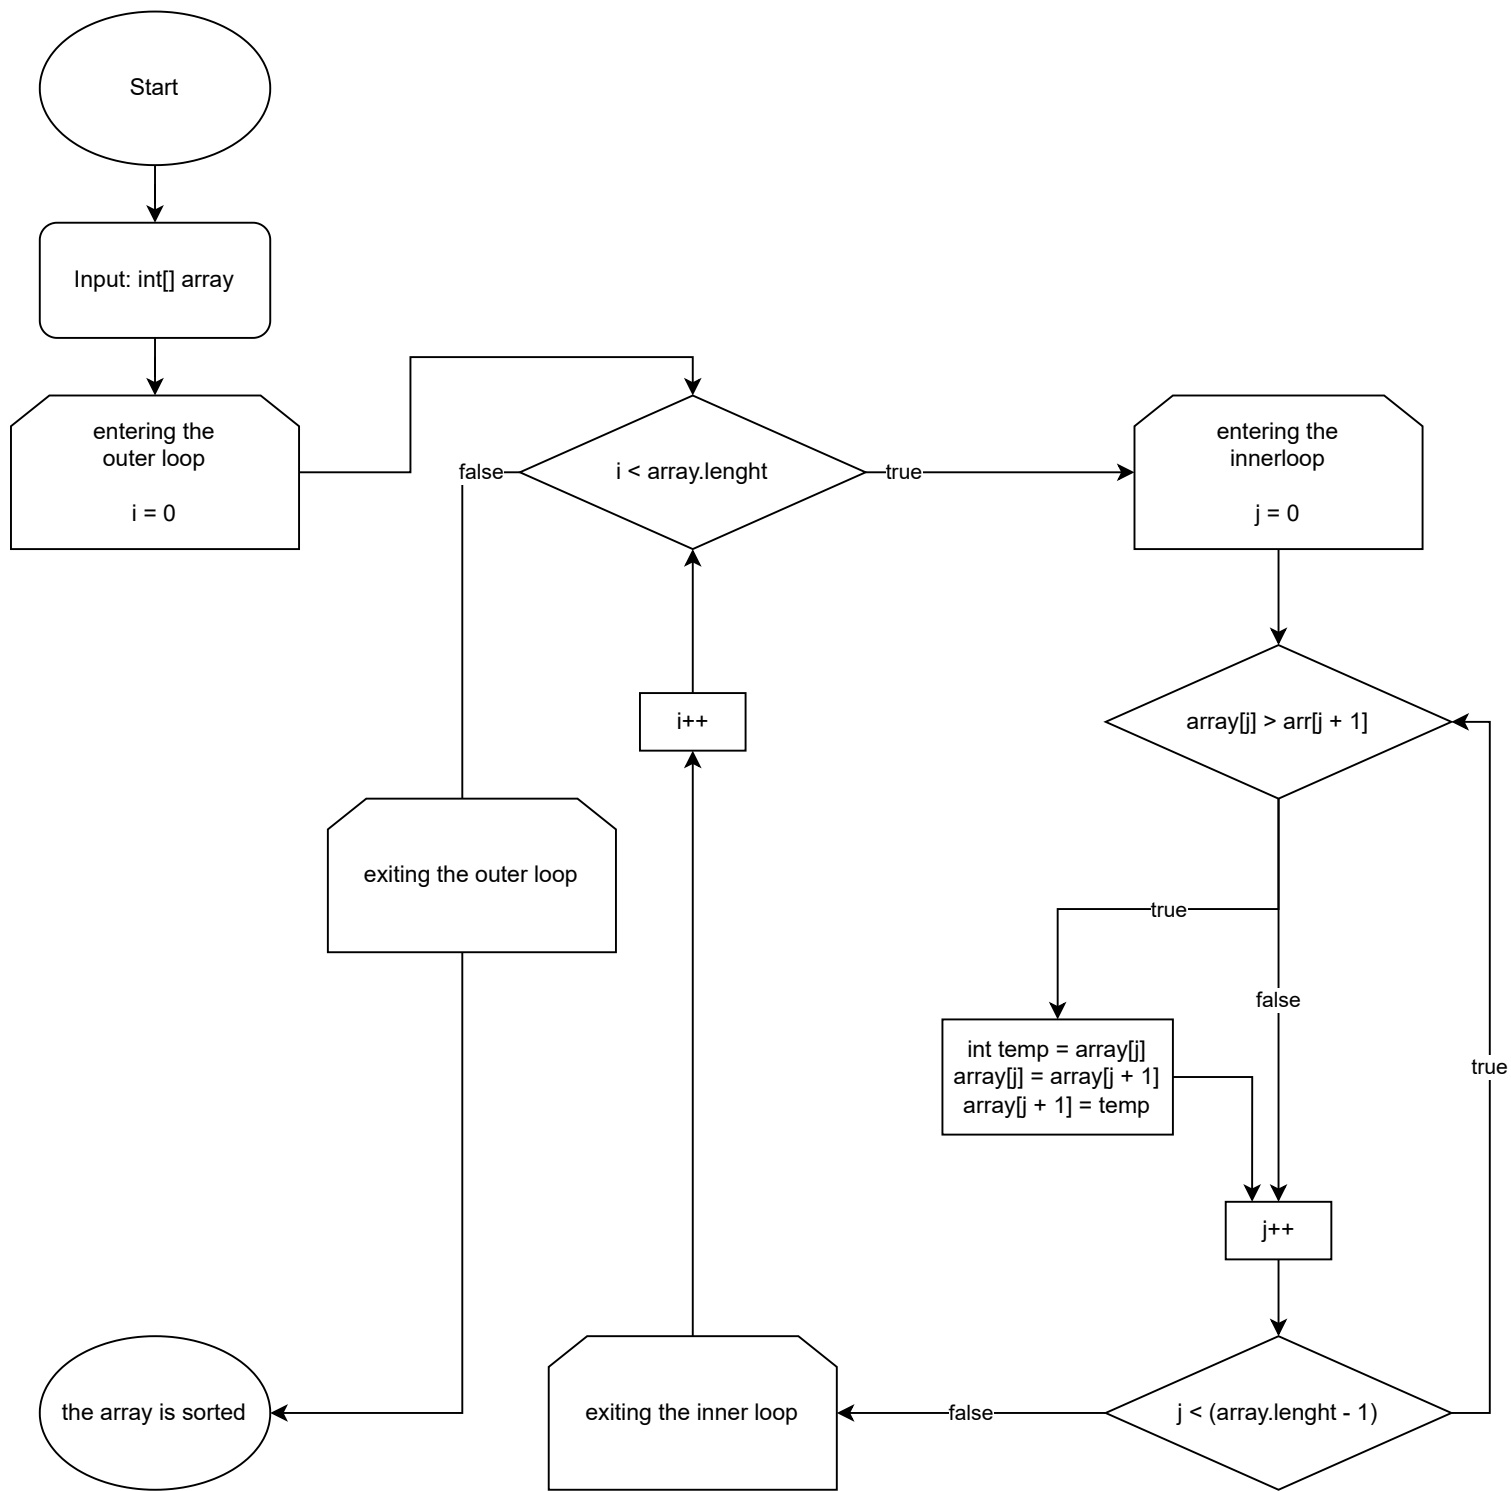 Start
Input: int[] array
entering the
outer loop
i = 0
false
i < array.lenght
true
entering the
innerloop
j = 0
i++
array[j] > arr[j + 1]
exiting the outer loop
true
false
int temp = array[j]
array[j] = array[j + 1]
array[j + 1] = temp
true
j++
the array is sorted
exiting the inner loop
false
j < (array.lenght - 1)